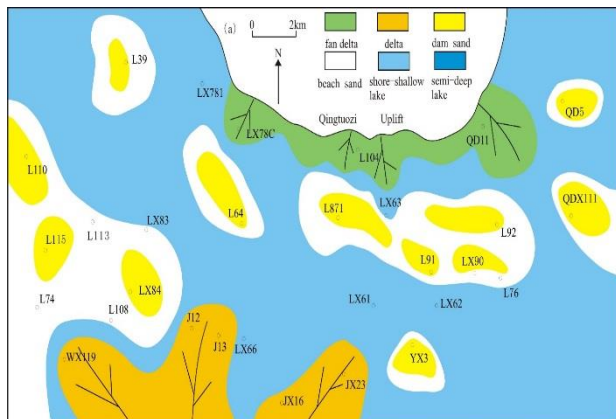 (a)
0 2km
N
fan delta
delta
dam sand
beach sand
shore-shallow lake
semi-deep lake
L39
LX781
LX78C
Qingtuozi
Uplift
L104
QD11
QD5
L110
L64
L871
LX63
L92
QDX111
LX83
L113
L115
L91
LX90
L76
LX84
L74
L108
LX61
LX62
J12
J13
LX66
WX119
YX3
JX16
JX23